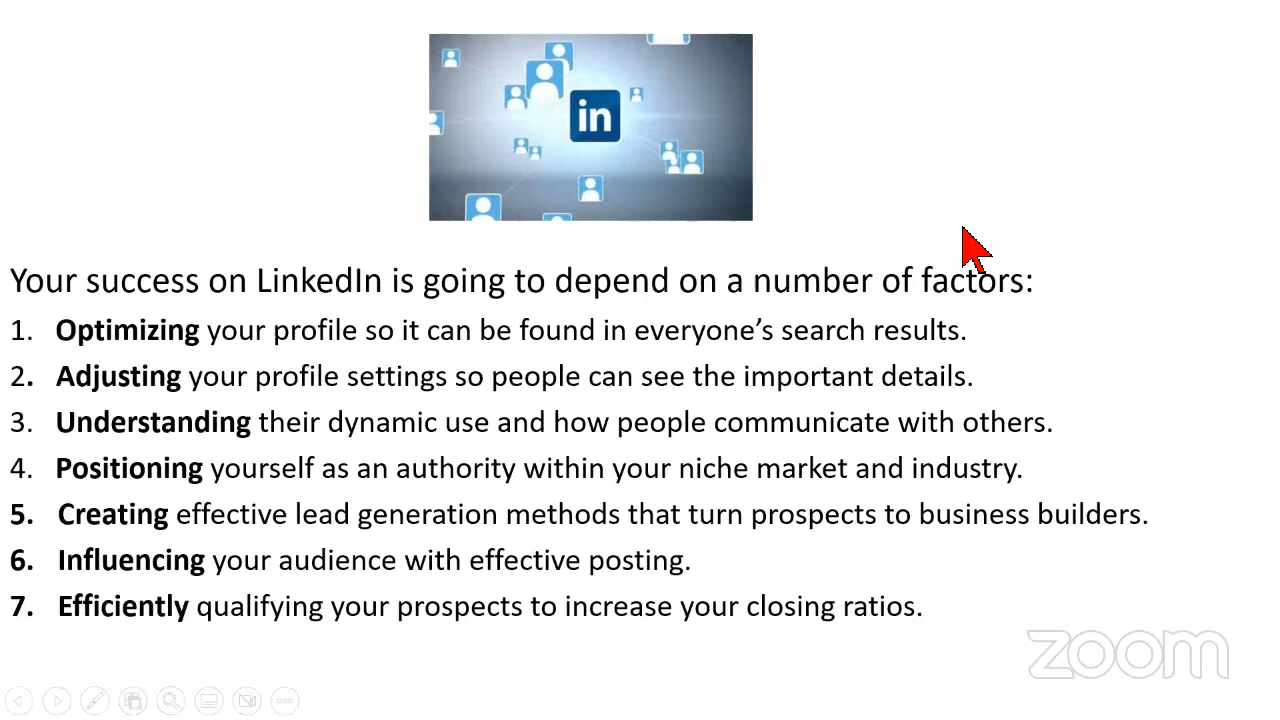 in
Your success on LinkedIn is going to depend on a number of factors:
1. Optimizing your profile so it can be found in everyone’s search results.
2. Adjusting your profile settings so people can see the important details.
3. Understanding their dynamic use and how people communicate with others.
4. Positioning yourself as an authority within your niche market and industry.
5. Creating effective lead generation methods that turn prospects to business builders.
6. Influencing your audience with effective posting.
7. Efficiently qualifying your prospects to increase your closing ratios.
zoom